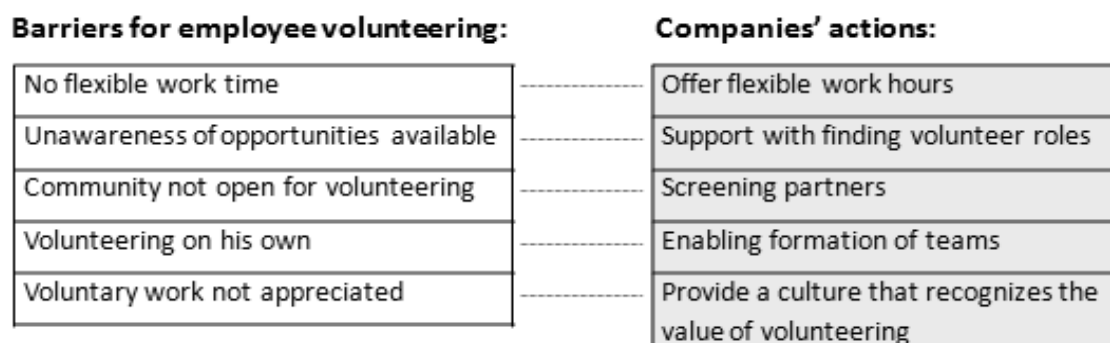 Barriers for employee volunteering:
Companies' actions:
No flexible work time
Offer flexible work hours
Unawareness of opportunities available
Support with finding volunteer roles
Community not open for volunteering
Screening partners
Volunteering on his own
Enabling formation of teams
Voluntary work not appreciated
Provide a culture that recognizes the
value of volunteering